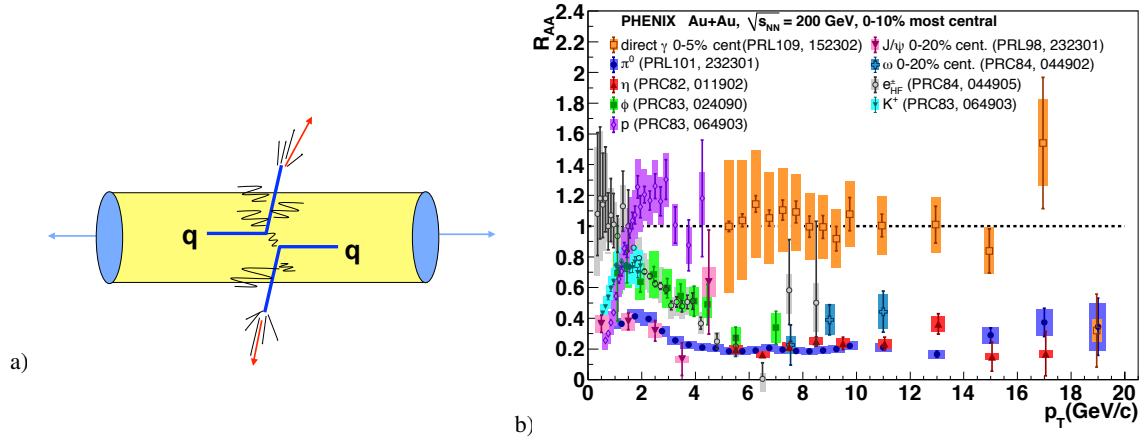 q
q
a)
PHENIX Au+Au, √s_NN = 200 GeV, 0-10% most central
direct γ 0-5% cent(PRL109, 152302)
π⁰ (PRL101, 232301)
η (PRC82, 011902)
φ (PRC83, 024090)
p (PRC83, 064903)
J/ψ 0-20% cent. (PRL98, 232301)
ω 0-20% cent. (PRC84, 044902)
e±_HF (PRC84, 044905)
K⁺ (PRC83, 064903)
R_AA
2.4
2.2
2
1.8
1.6
1.4
1.2
1
0.8
0.6
0.4
0.2
0
0 2 4 6 8 10 12 14 16 18 20
p_T(GeV/c)
b)